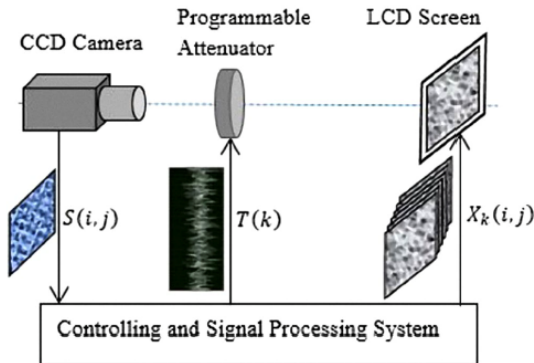 CCD Camera
Programmable
Attenuator
LCD Screen
S(i,j)
T(k)
X_k(i,j)
Controlling and Signal Processing System